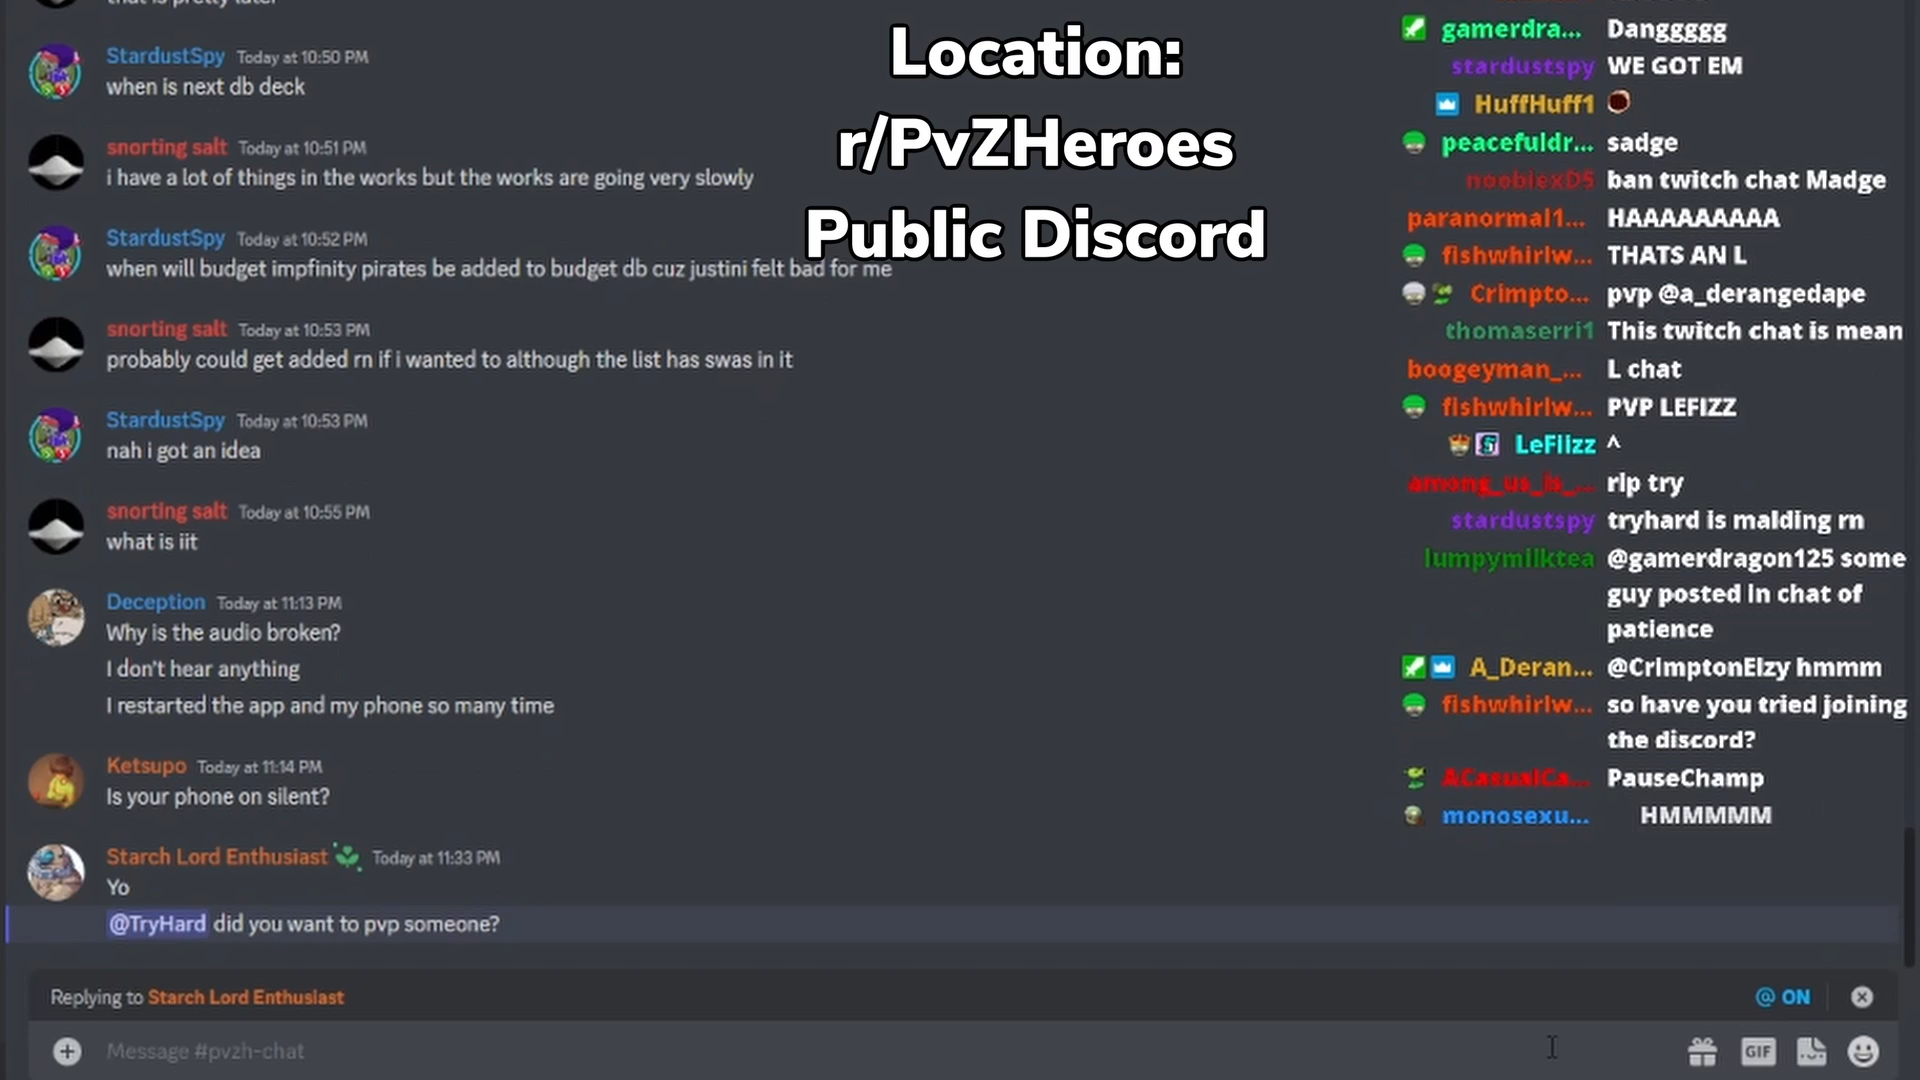 that is pretty later
StardustSpy Today at 10:50 PM
when is next db deck
snorting salt Today at 10:51 PM
i have a lot of things in the works but the works are going very slowly
StardustSpy Today at 10:52 PM
when will budget impfinity pirates be added to budget db cuz justini felt bad for me
snorting salt Today at 10:53 PM
probably could get added rn if i wanted to although the list has swas in it
StardustSpy Today at 10:53 PM
nah i got an idea
snorting salt Today at 10:55 PM
what is iit
Deception Today at 11:13 PM
Why is the audio broken?
I don't hear anything
I restarted the app and my phone so many time
Ketsupo Today at 11:14 PM
Is your phone on silent?
Starch Lord Enthusiast Today at 11:33 PM
Yo
@TryHard did you want to pvp someone?
Replying to Starch Lord Enthusiast
@ ON
Message #pvzh-chat
GIF
Location:
r/PvZHeroes
Public Discord
gamerdra... Danggggg
stardustspy WE GOT EM
HuffHuff1
peacefuldr... sadge
nooblexD5 ban twitch chat Madge
paranormal1... HAAAAAAAAA
fishwhirlw... THATS AN L
Crimpto... pvp @a_derangedape
thomaserri1 This twitch chat is mean
boogeyman_... L chat
fishwhirlw... PVP LEFIZZ
LeFiizz ^
among_us_is_... rip try
stardustspy tryhard is malding rn
lumpymilktea @gamerdragon125 some
guy posted in chat of
patience
A_Deran... @CrimptonElzy hmmm
fishwhirlw... so have you tried joining
the discord?
ACasualCa... PauseChamp
monosexu... HMMMMM